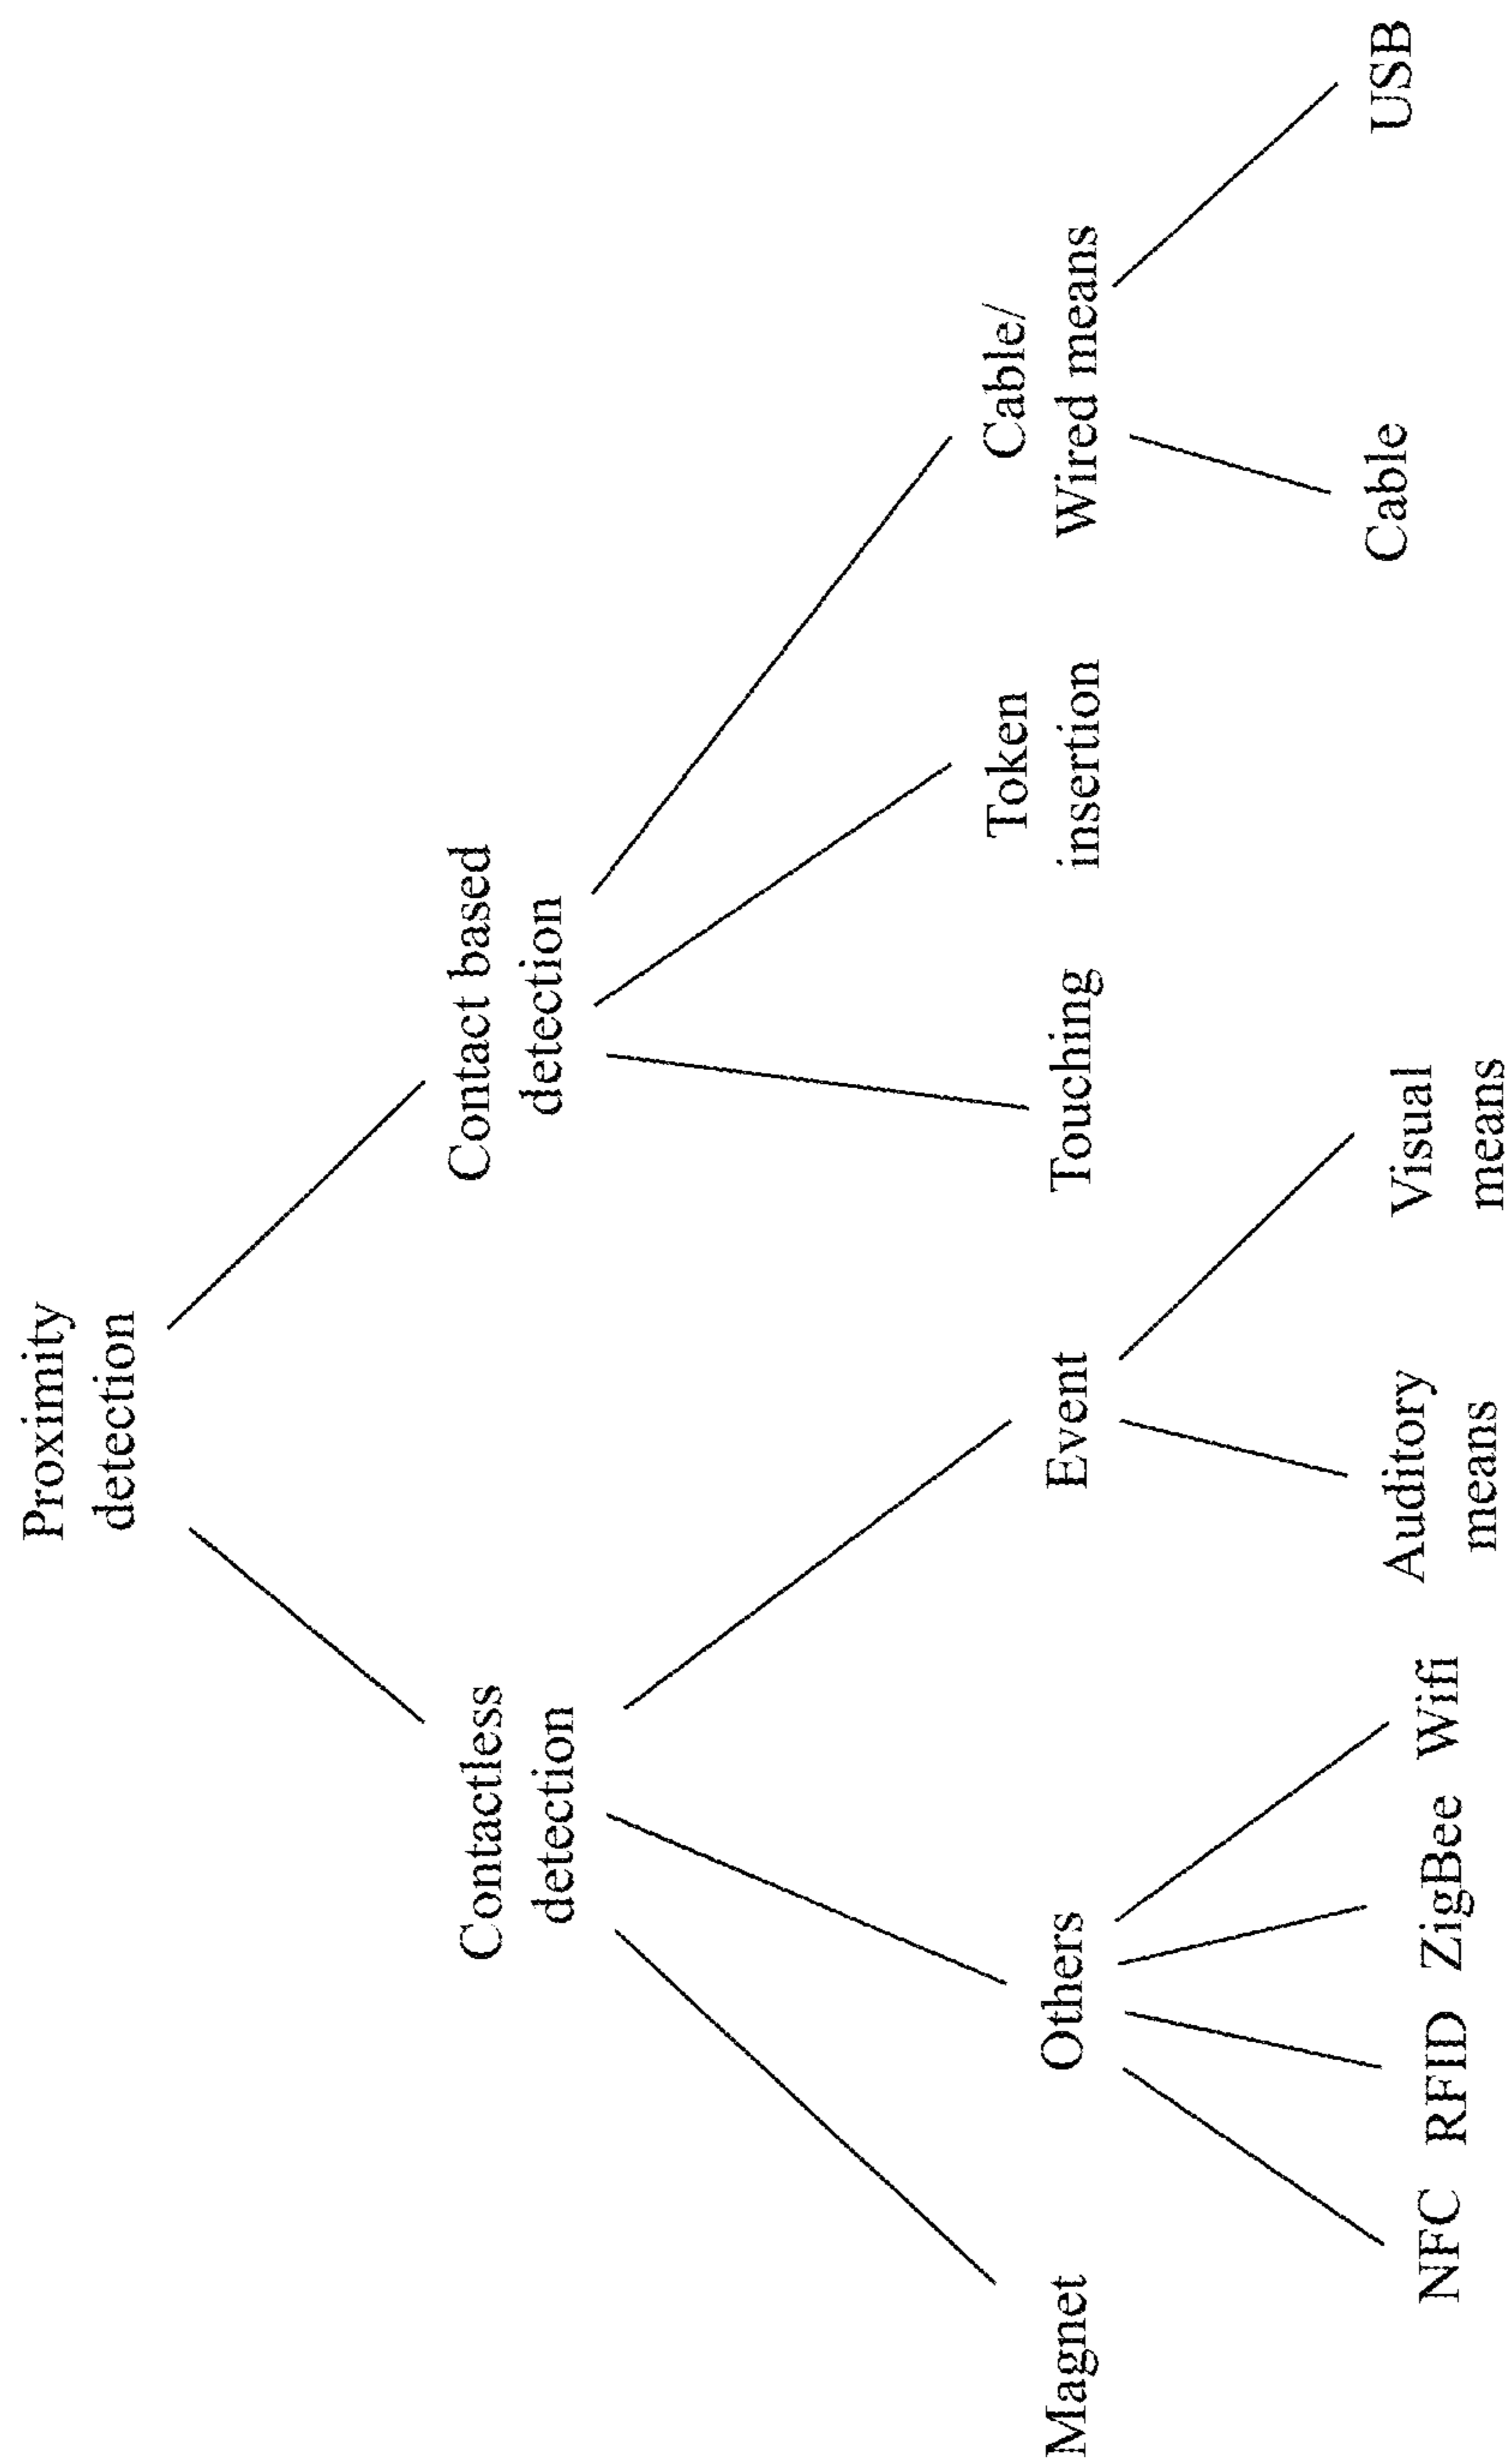 Proximity
detection
Contactless
detection
Contact based
detection
Magnet
Others
Event
Touching
Token
insertion
Cable/
Wired means
NFC
RFID
ZigBee
Wifi
Auditory
means
Visual
means
Cable
USB